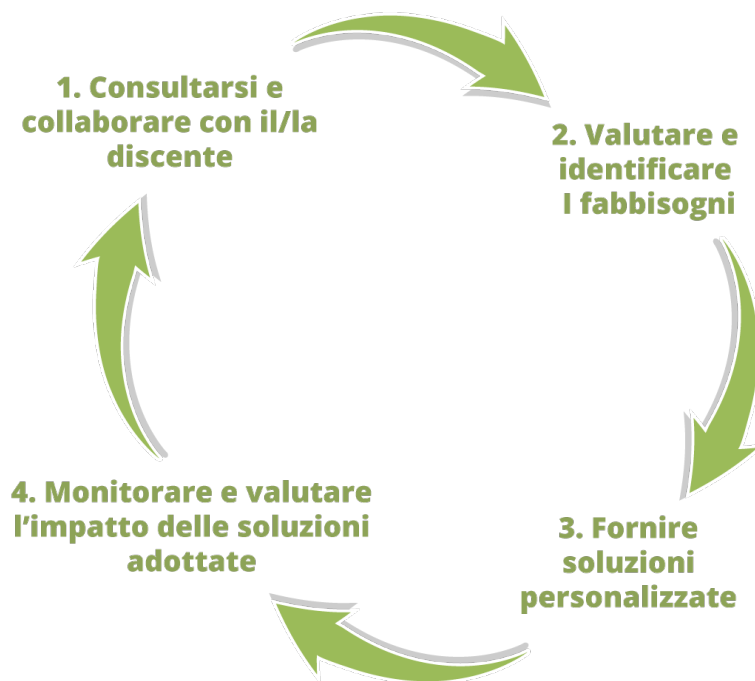 1. Consultarsi e
collaborare con il/la
discente
2. Valutare e
identificare
I fabbisogni
3. Fornire
soluzioni
personalizzate
4. Monitorare e valutare
l’impatto delle soluzioni
adottate